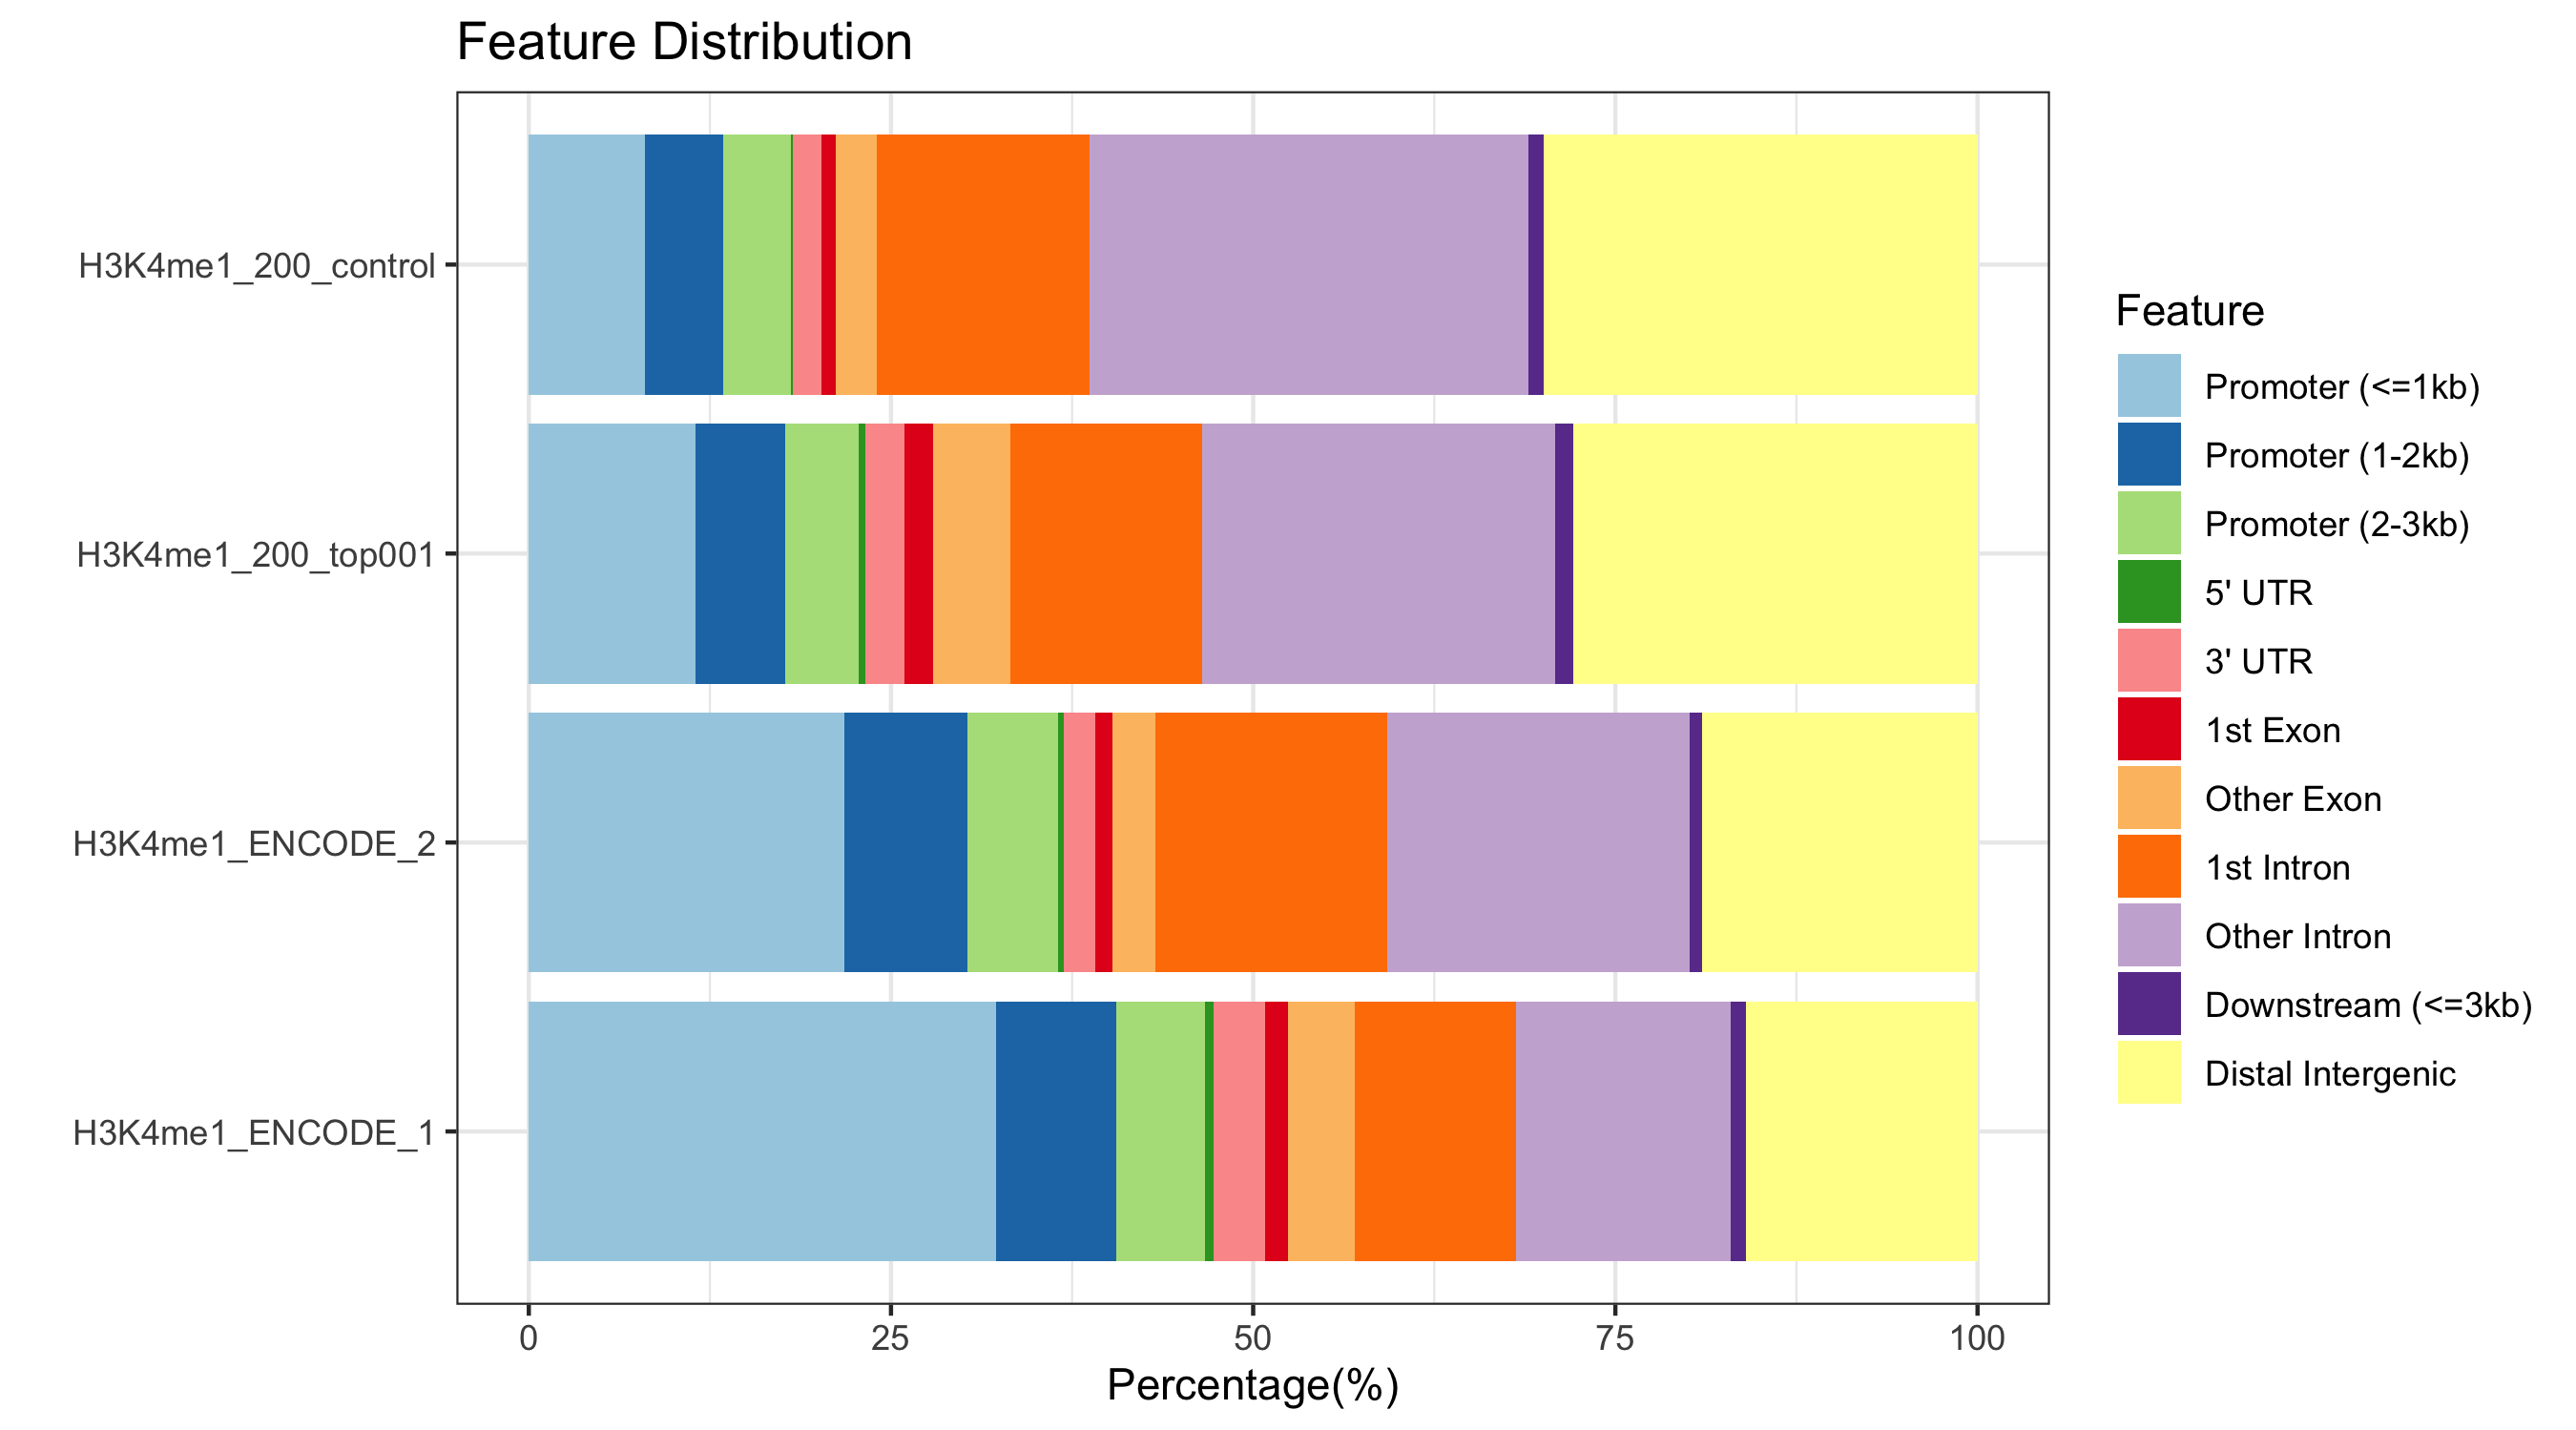 Feature Distribution
H3K4me1_200_control
H3K4me1_200_top001
H3K4me1_ENCODE_2
H3K4me1_ENCODE_1
0 25 50 75 100
Percentage(%)
Feature
Promoter (<=1kb)
Promoter (1-2kb)
Promoter (2-3kb)
5' UTR
3' UTR
1st Exon
Other Exon
1st Intron
Other Intron
Downstream (<=3kb)
Distal Intergenic